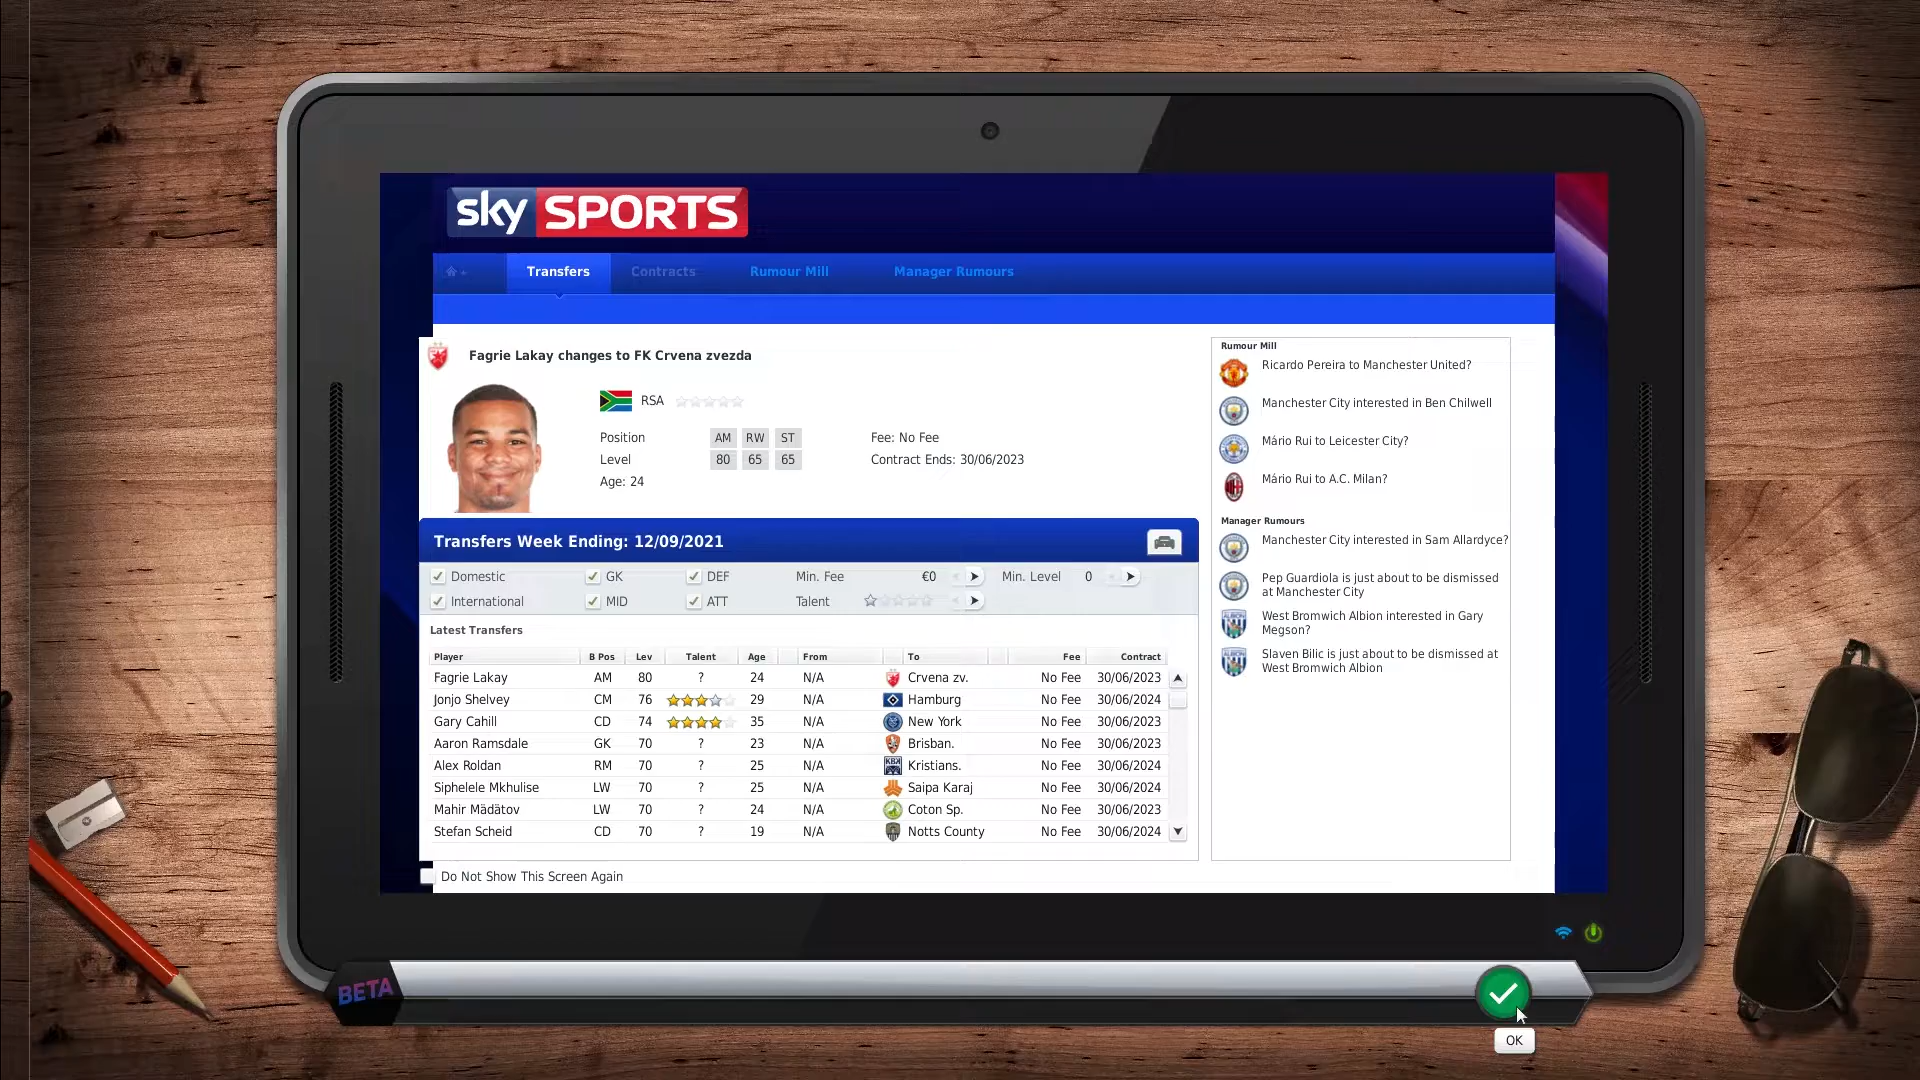 sky SPORTS
Transfers
Contracts
Rumour Mill
Manager Rumours
Fagrie Lakay changes to FK Crvena zvezda
RSA
Position AM RW ST
Fee: No Fee
Level 80 65 65
Contract Ends: 30/06/2023
Age: 24
Transfers Week Ending: 12/09/2021
Domestic GK DEF Min. Fee €0 Min. Level 0
International MID ATT Talent
Latest Transfers
Player B Pos Lev Talent Age From To Fee Contract
Fagrie Lakay AM 80 ? 24 N/A Crvena zv. No Fee 30/06/2023
Jonjo Shelvey CM 76 29 N/A Hamburg No Fee 30/06/2024
Gary Cahill CD 74 35 N/A New York No Fee 30/06/2023
Aaron Ramsdale GK 70 ? 23 N/A Brisban. No Fee 30/06/2023
Alex Roldan RM 70 ? 25 N/A Kristians. No Fee 30/06/2024
Siphelele Mkhulise LW 70 ? 25 N/A Saipa Karaj No Fee 30/06/2024
Mahir Mädätov LW 70 ? 24 N/A Coton Sp. No Fee 30/06/2023
Stefan Scheid CD 70 ? 19 N/A Notts County No Fee 30/06/2024
Do Not Show This Screen Again
Rumour Mill
Ricardo Pereira to Manchester United?
Manchester City interested in Ben Chilwell
Mário Rui to Leicester City?
Mário Rui to A.C. Milan?
Manager Rumours
Manchester City interested in Sam Allardyce?
Pep Guardiola is just about to be dismissed
at Manchester City
West Bromwich Albion interested in Gary
Megson?
Slaven Bilic is just about to be dismissed at
West Bromwich Albion
BETA
OK